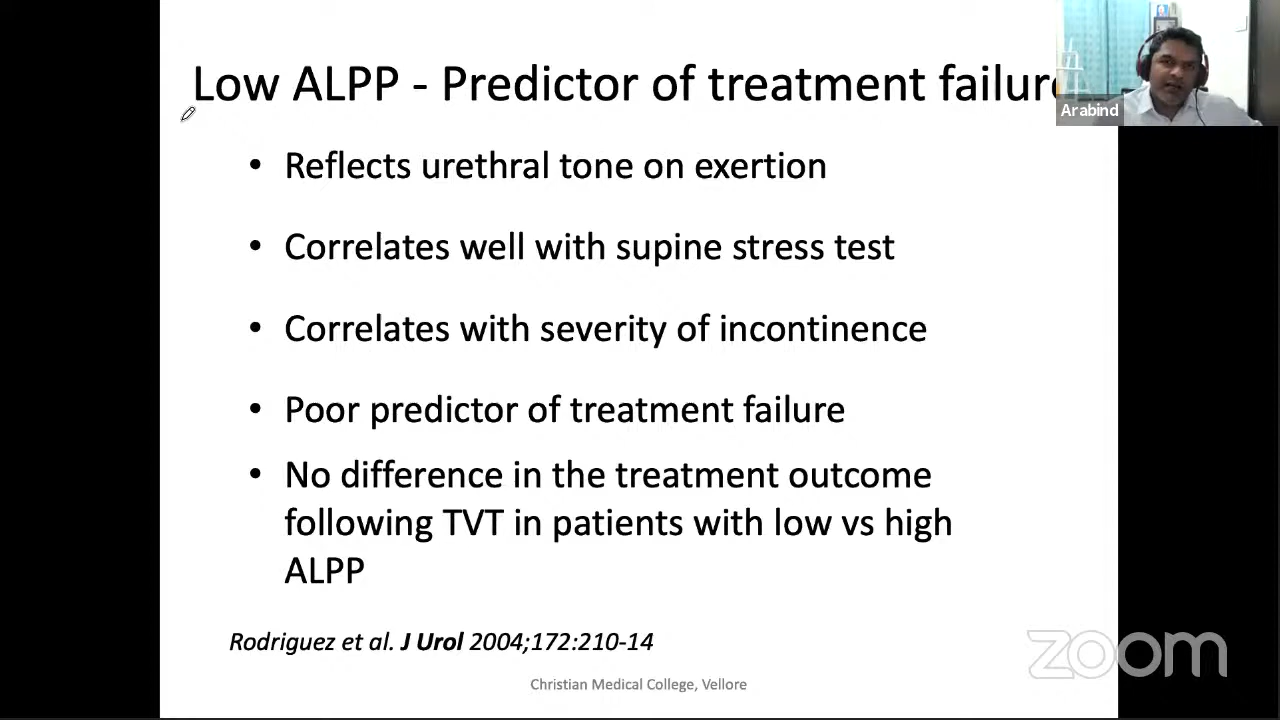 Low ALPP - Predictor of treatment failure
Arabind
• Reflects urethral tone on exertion
• Correlates well with supine stress test
• Correlates with severity of incontinence
• Poor predictor of treatment failure
• No difference in the treatment outcome
following TVT in patients with low vs high
ALPP
Rodriguez et al. J Urol 2004;172:210-14
Christian Medical College, Vellore
zoom